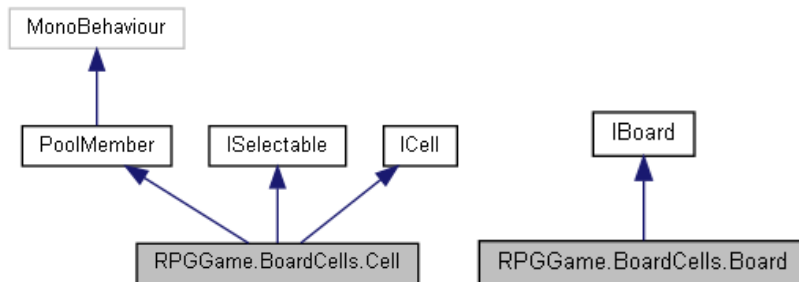 MonoBehaviour
PoolMember
ISelectable
ICell
IBoard
RPGGame.BoardCells.Cell
RPGGame.BoardCells.Board